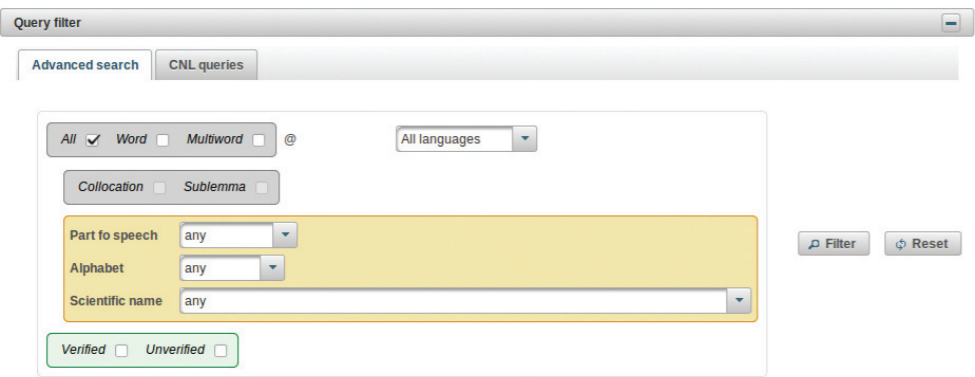 Query filter
Advanced search CNL queries
All Word Multiword @ All languages
Collocation Sublemma
Part fo speech any
Alphabet any
Scientific name any
Filter Reset
Verified Unverified